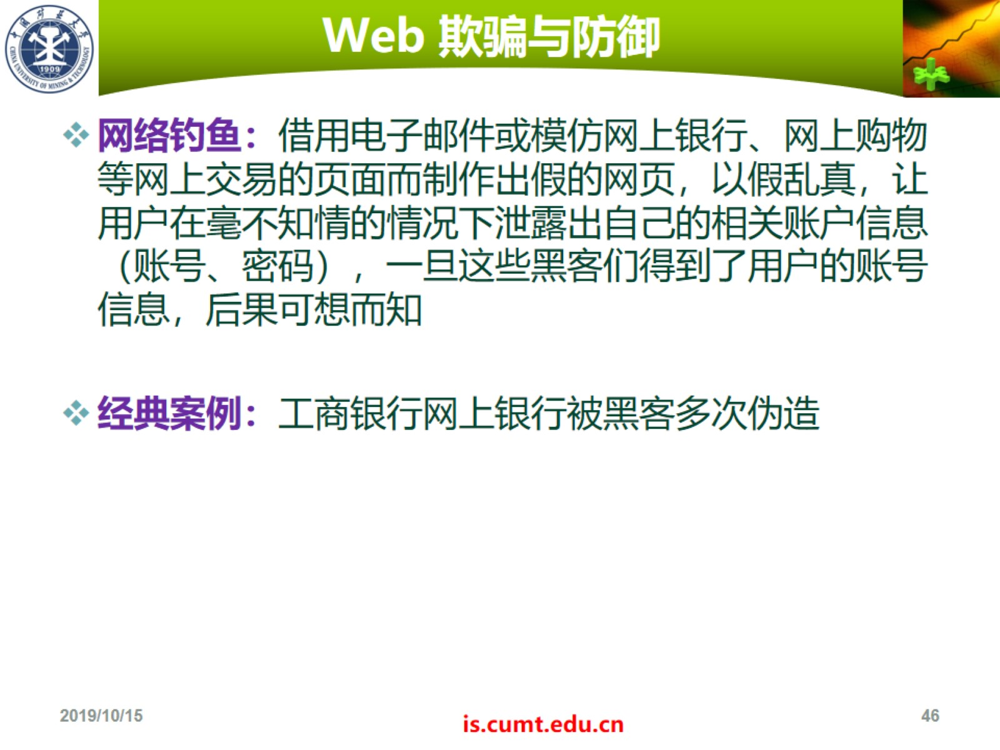 中国矿业大学
CHINA UNIVERSITY OF MINING & TECHNOLOGY
1909
Web 欺骗与防御
网络钓鱼：借用电子邮件或模仿网上银行、网上购物
等网上交易的页面而制作出假的网页，以假乱真，让
用户在毫不知情的情况下泄露出自己的相关账户信息
（账号、密码），一旦这些黑客们得到了用户的账号
信息，后果可想而知
经典案例：工商银行网上银行被黑客多次伪造
2019/10/15
is.cumt.edu.cn
46